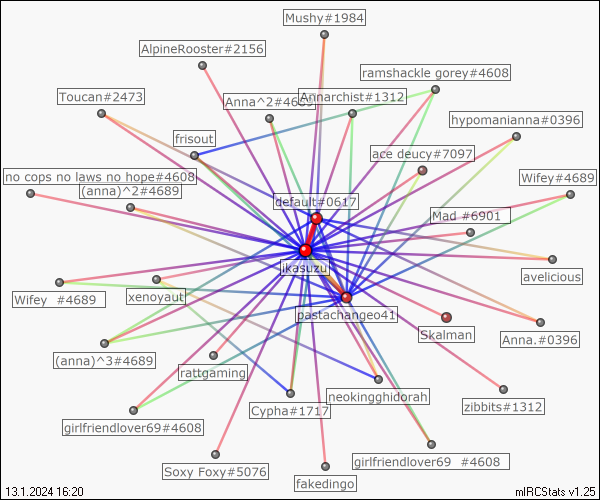 Mushy#1984
AlpineRooster#2156
ramshackle gorey#4608
Toucan#2473
Anna^2#4689
Annarchist#1312
hypomanianna#0396
frisout
ace deucy#7097
no cops no laws no hope#4608
(anna)^2#4689
Wifey#4689
default#0617
Mad #6901
jkasuzu
avelicious
Wifey #4689
xenoyaut
pastachangeo41
Skalman
Anna.#0396
(anna)^3#4689
rattgaming
neokingghidorah
zibbits#1312
Cypha#1717
girlfriendlover69#4608
girlfriendlover69 #4608
Soxy Foxy#5076
fakedingo
13.1.2024 16:20
mIRCStats v1.25